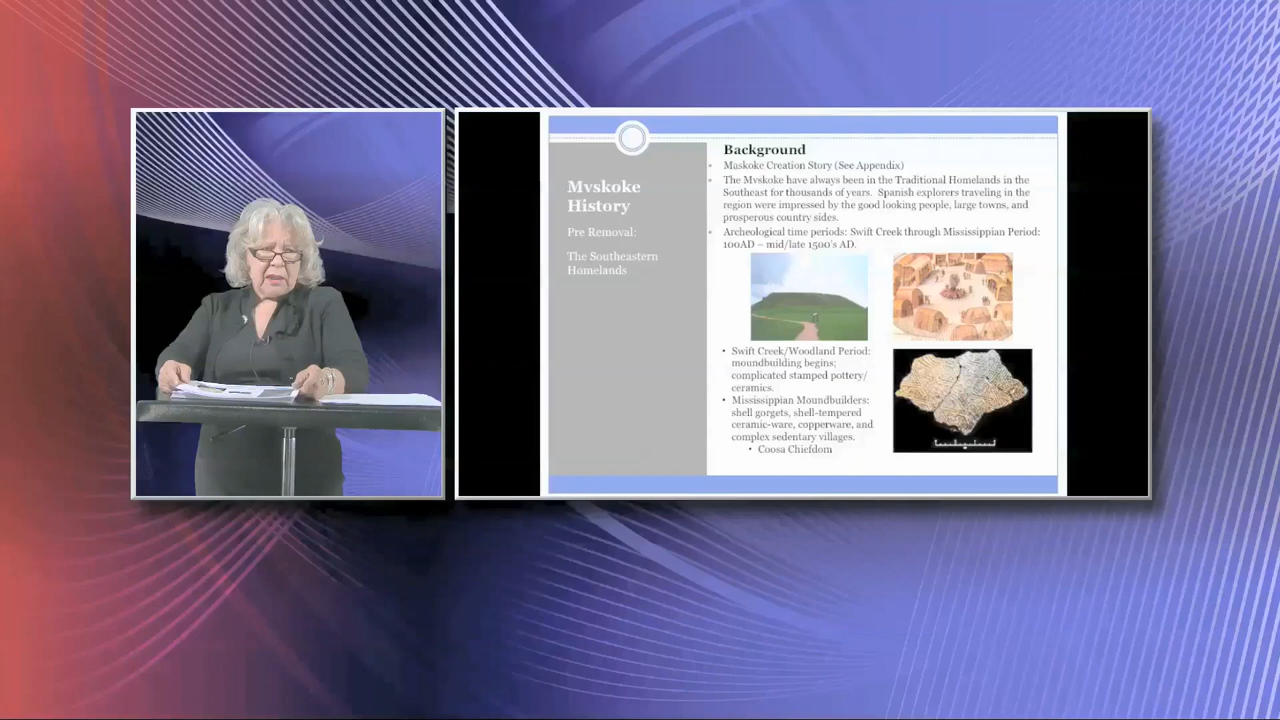 Mvskoke
History
Pre Removal:
The Southeastern
Homelands
Background
• Maskoke Creation Story (See Appendix)
• The Mvskoke have always been in the Traditional Homelands in the
Southeast for thousands of years. Spanish explorers traveling in the
region were impressed by the good looking people, large towns, and
prosperous country sides.
• Archeological time periods: Swift Creek through Mississippian Period:
100AD – mid/late 1500's AD.
• Swift Creek/Woodland Period:
moundbuilding begins;
complicated stamped pottery/
ceramics.
• Mississippian Moundbuilders:
shell gorgets, shell-tempered
ceramic-ware, copperware, and
complex sedentary villages.
• Coosa Chiefdom